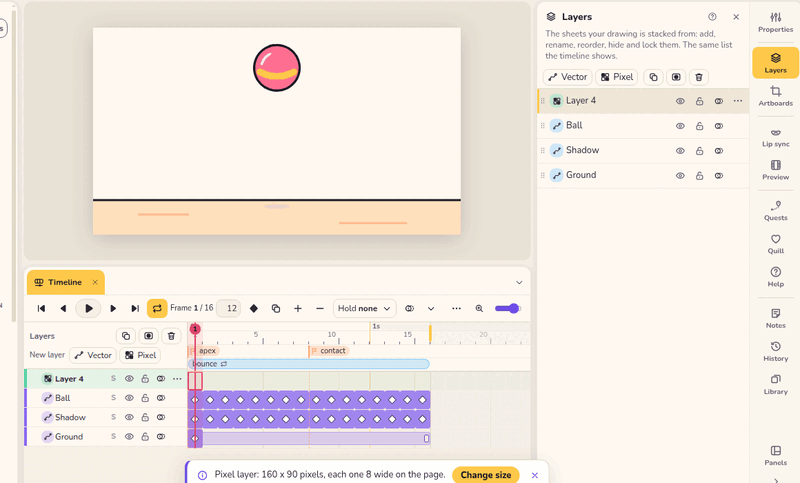 Layers
The sheets your drawing is stacked from: add,
rename, reorder, hide and lock them. The same list
the timeline shows.
Vector
Pixel
Layer 4
Ball
Shadow
Ground
Properties
Layers
Artboards
Lip sync
Preview
Quests
Quill
Help
Notes
History
Library
Panels
Timeline
Frame 1 / 16
12
Hold none
Layers
New layer
Vector
Pixel
1s
1
5
10
15
20
apex
contact
bounce
Layer 4
S
Ball
S
Shadow
S
Ground
S
Pixel layer: 160 x 90 pixels, each one 8 wide on the page.
Change size